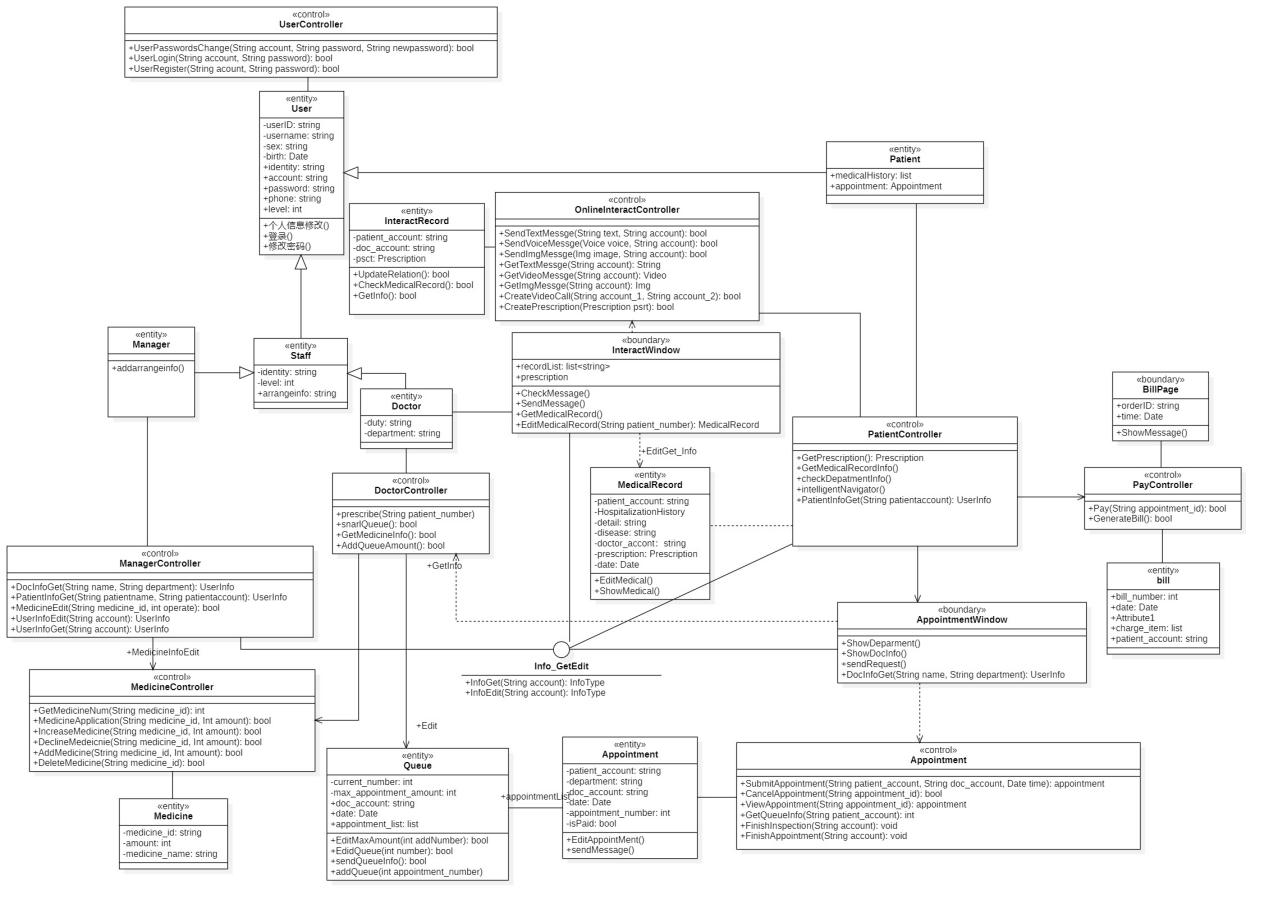 «control»
UserController
+UserPasswordsChange(String account, String password, String newpassword): bool
+UserLogin(String account, String password): bool
+UserRegister(String acount, String password): bool
«entity»
User
-userID: string
-username: string
-sex: string
-birth: Date
+identity: string
+account: string
+password: string
+phone: string
+level: int
+个人信息修改()
+登录()
+修改密码()
«entity»
Patient
+medicalHistory: list
+appointment: Appointment
«entity»
InteractRecord
-patient_account: string
-doc_account: string
-psct: Prescription
+UpdateRelation(): bool
+CheckMedicalRecord(): bool
+GetInfo(): bool
«control»
OnlineInteractController
+SendTextMessge(String text, String account): bool
+SendVoiceMessge(Voice voice, String account): bool
+SendImgMessge(Img image, String account): bool
+GetTextMessge(String account): String
+GetVideoMessge(String account): Video
+GetImgMessge(String account): Img
+CreateVideoCall(String account_1, String account_2): bool
+CreatePrescription(Prescription psrt): bool
«entity»
Manager
+addarrangeinfo()
«entity»
Staff
-identity: string
-level: int
+arrangeinfo: string
«entity»
Doctor
-duty: string
-department: string
«boundary»
InteractWindow
+recordList: list<string>
+prescription
+CheckMessage()
+SendMessage()
+GetMedicalRecord()
+EditMedicalRecord(String patient_number): MedicalRecord
+EditGet_Info
«boundary»
BillPage
+orderID: string
+time: Date
+ShowMessage()
«control»
PatientController
+GetPrescription(): Prescription
+GetMedicalRecordInfo()
+checkDepatmentInfo()
+intelligentNavigator()
+PatientInfoGet(String patientaccount): UserInfo
«control»
PayController
+Pay(String appointment_id): bool
+GenerateBill(): bool
«control»
DoctorController
+prescribe(String patient_number)
+snarlQueue(): bool
+GetMedicineInfo(): bool
+AddQueueAmount(): bool
+GetInfo
«entity»
MedicalRecord
-patient_account: string
-HospitalizationHistory
-detail: string
-disease: string
-doctor_accont：string
-prescription: Prescription
-date: Date
+EditMedical()
+ShowMedical()
«control»
ManagerController
+DocInfoGet(String name, String department): UserInfo
+PatientInfoGet(String patientname, String patientaccount): UserInfo
+MedicineEdit(String medicine_id, int operate): bool
+UserInfoEdit(String account): UserInfo
+UserInfoGet(String account): UserInfo
+MedicineInfoEdit
«entity»
bill
+bill_number: int
+date: Date
+Attribute1
+charge_item: list
+patient_account: string
«boundary»
AppointmentWindow
+ShowDeparment()
+ShowDocInfo()
+sendRequest()
+DocInfoGet(String name, String department): UserInfo
Info_GetEdit
+InfoGet(String account): InfoType
+InfoEdit(String account): InfoType
«control»
MedicineController
+GetMedicineNum(String medicine_id): int
+MedicineApplication(String medicine_id, Int amount): bool
+IncreaseMedicine(String medicine_id, Int amount): bool
+DeclineMedeicnie(String medicine_id, Int amount): bool
+AddMedicine(String medicine_id, Int amount): bool
+DeleteMedicine(String medicine_id): bool
+Edit
«entity»
Medicine
-medicine_id: string
-amount: int
-medicine_name: string
«entity»
Queue
-current_number: int
-max_appointment_amount: int
+doc_account: string
+date: Date
+appointment_list: list
+EditMaxAmount(int addNumber): bool
+EdidQueue(int number): bool
+sendQueueInfo(): bool
+addQueue(int appointment_number)
+appointmentList
«entity»
Appointment
-patient_account: string
-department: string
-doc_account: string
-date: Date
-appointment_number: int
-isPaid: bool
+EditAppointMent()
+sendMessage()
«control»
Appointment
+SubmitAppointment(String patient_account, String doc_account, Date time): appointment
+CancelAppointment(String appointment_id): bool
+ViewAppointment(String appointment_id): appointment
+GetQueueInfo(String patient_account): int
+FinishInspection(String account): void
+FinishAppointment(String account): void